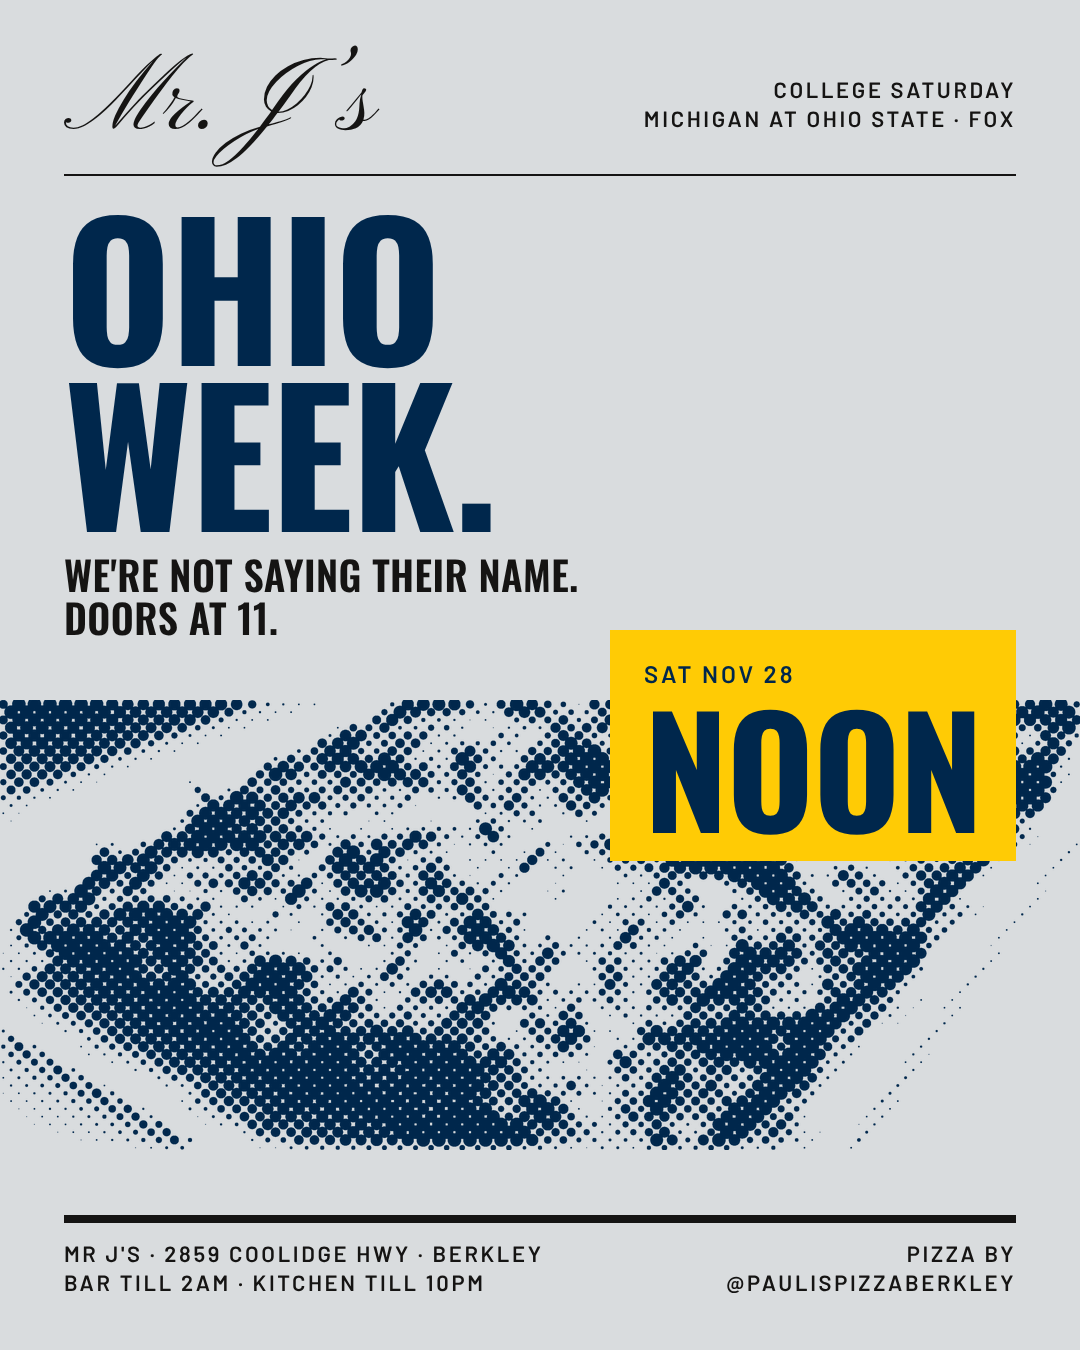 Mr. J's
COLLEGE SATURDAY
MICHIGAN AT OHIO STATE · FOX
OHIO
WEEK.
WE'RE NOT SAYING THEIR NAME.
DOORS AT 11.
SAT NOV 28
NOON
MR J'S · 2859 COOLIDGE HWY · BERKLEY
BAR TILL 2AM · KITCHEN TILL 10PM
PIZZA BY
@PAULISPIZZABERKLEY